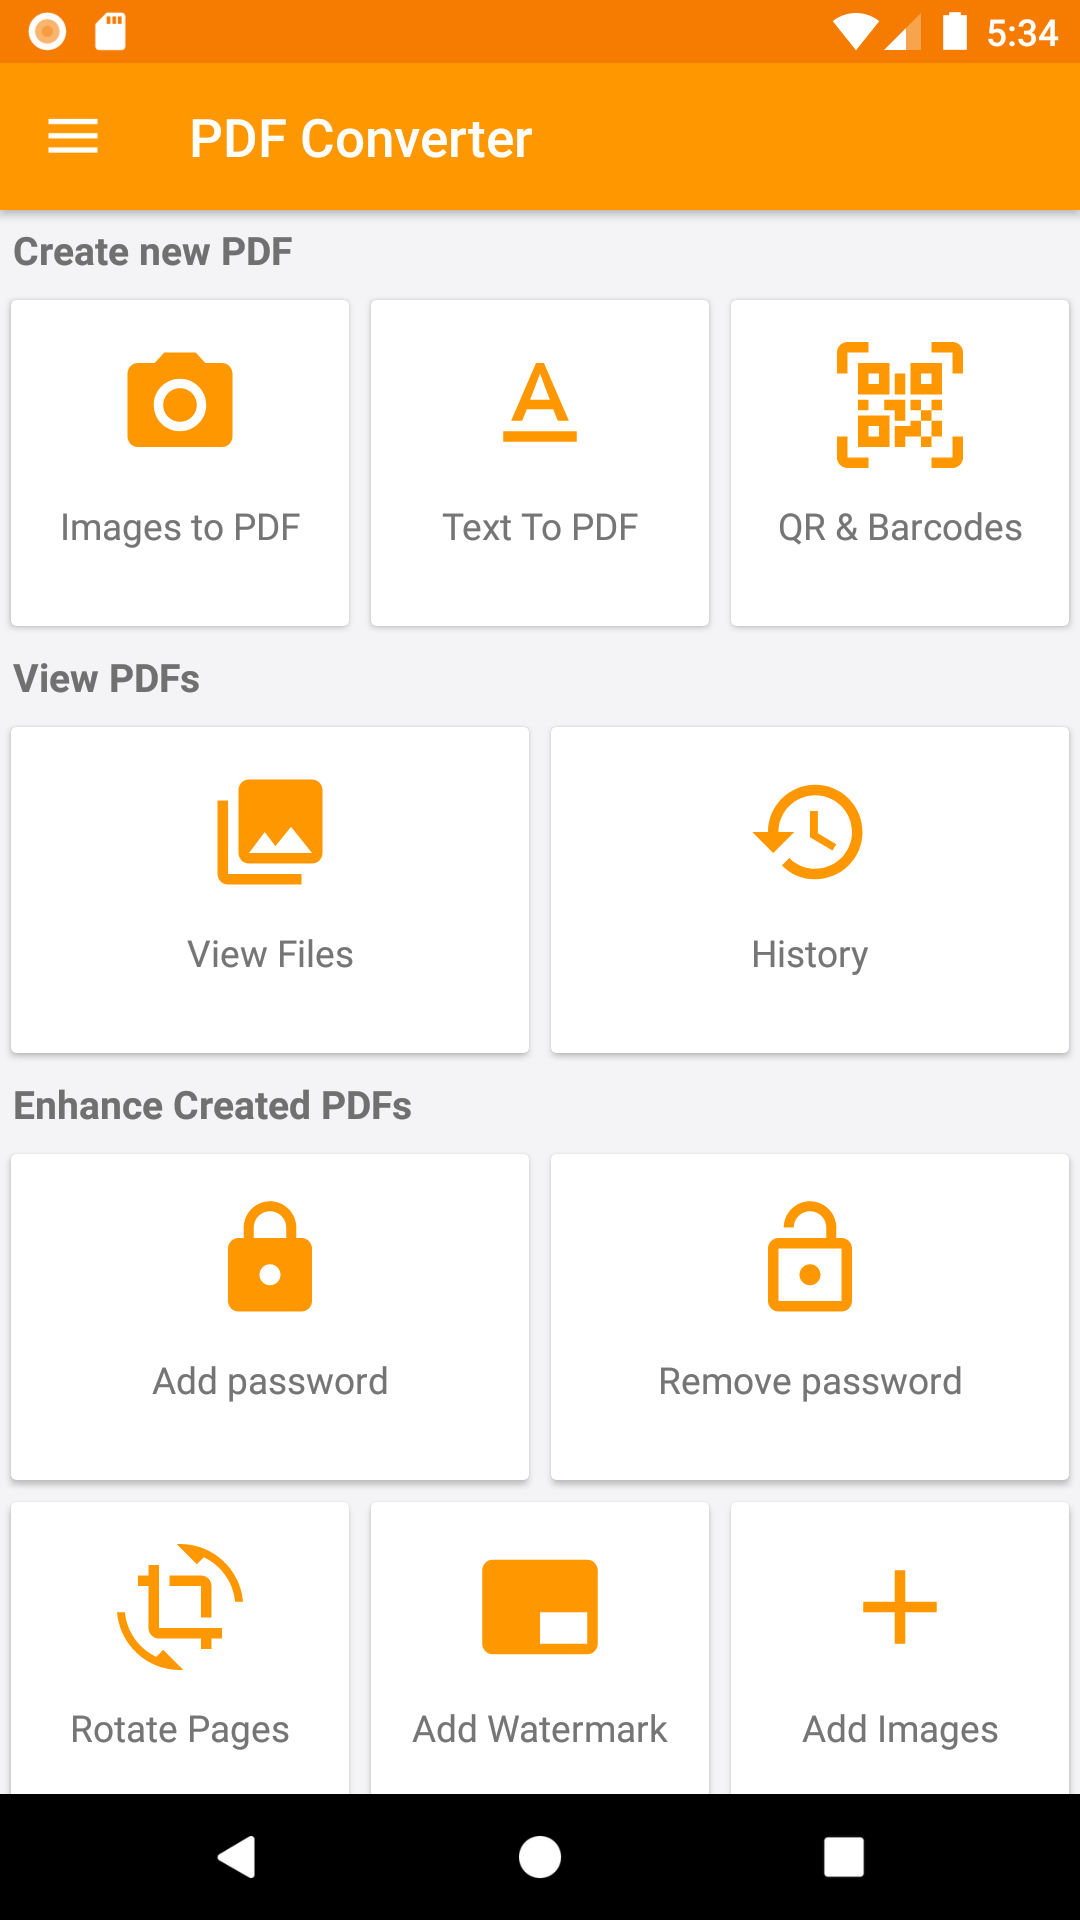 5:34
PDF Converter
Create new PDF
Images to PDF
Text To PDF
QR & Barcodes
View PDFs
View Files
History
Enhance Created PDFs
Add password
Remove password
Rotate Pages
Add Watermark
Add Images